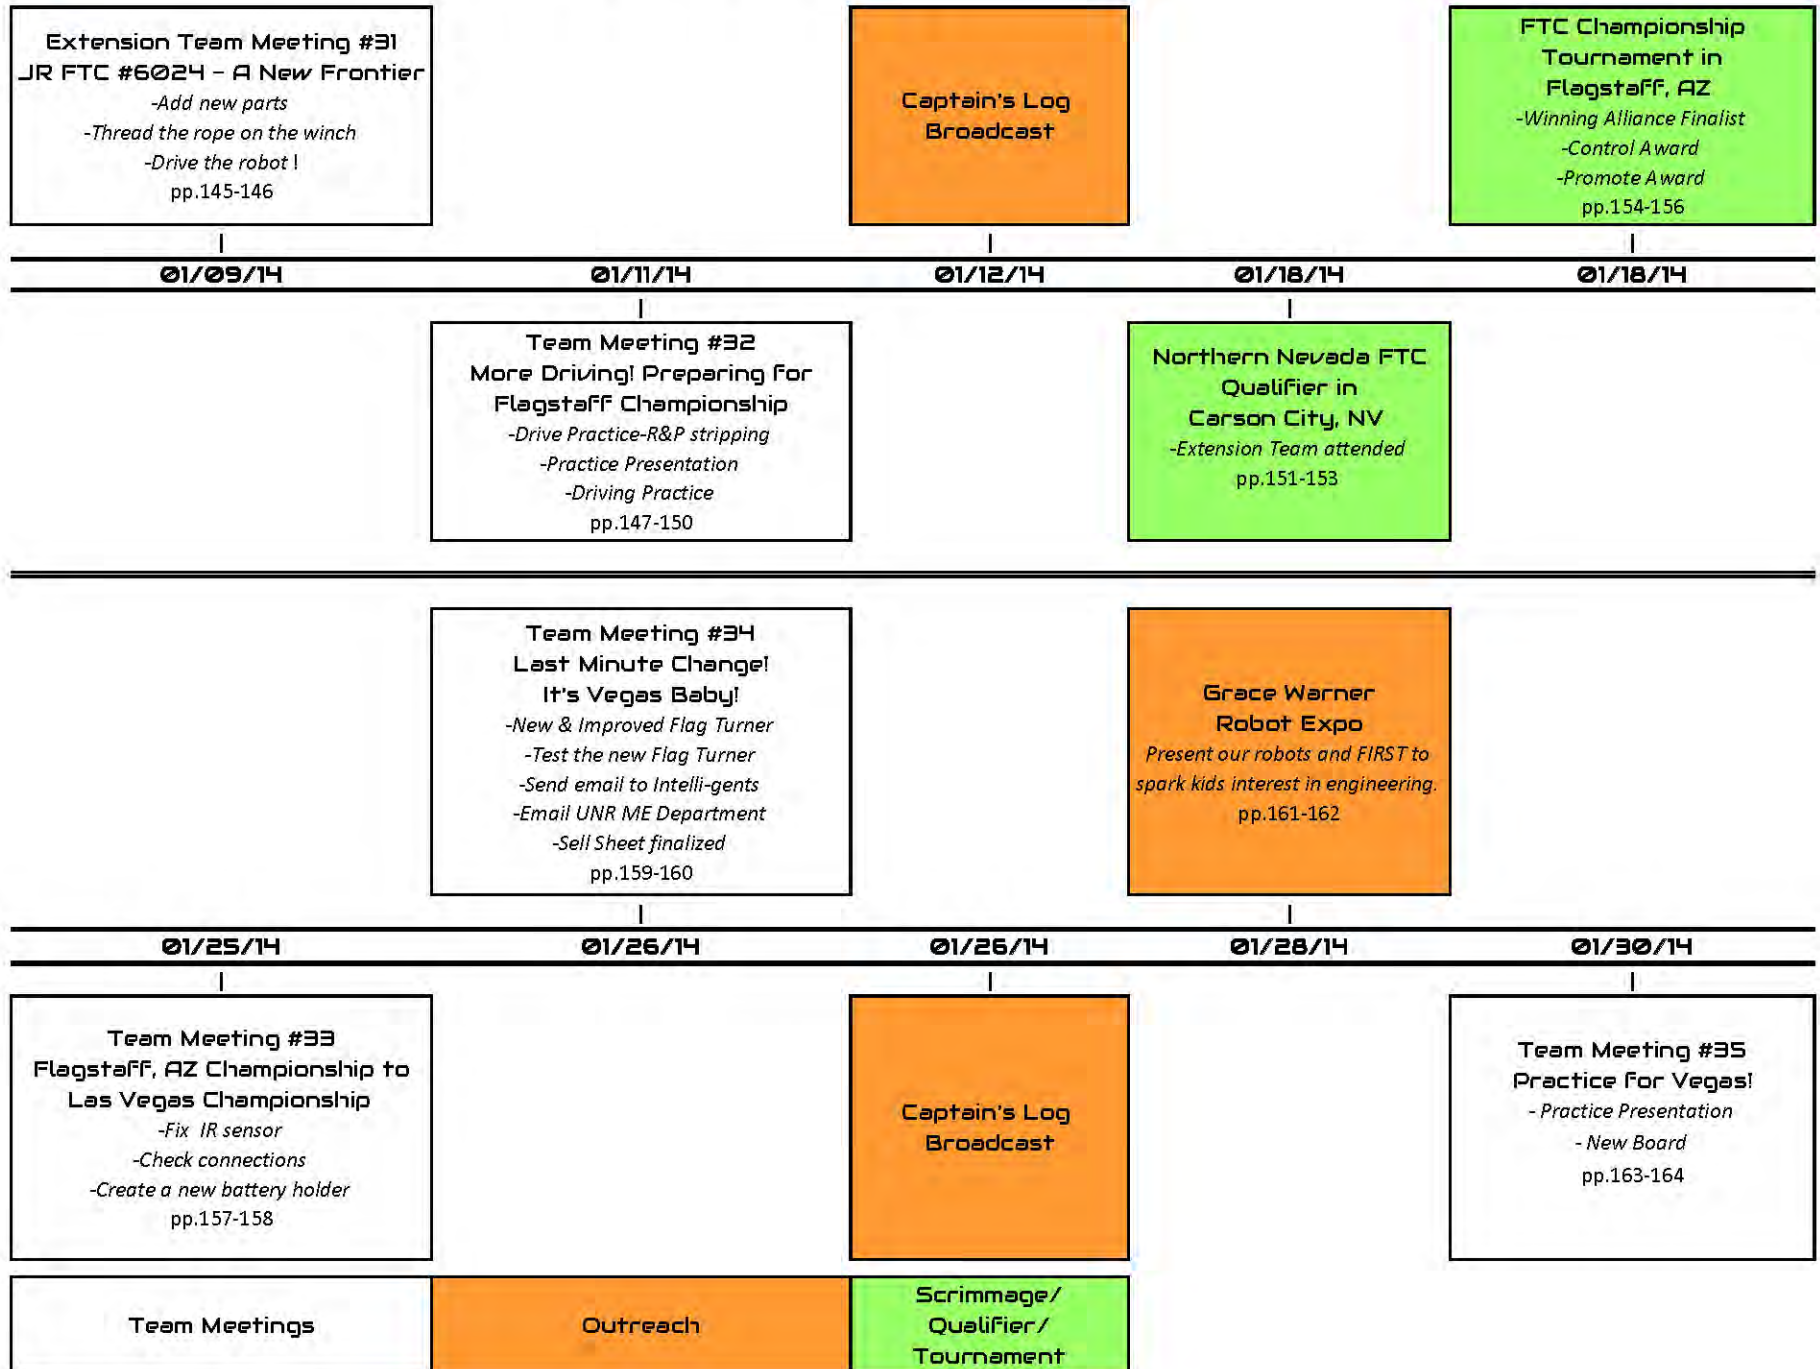 Extension Team Meeting #31
JR FTC #6024 – A New Frontier
-Add new parts
-Thread the rope on the winch
-Drive the robot !
pp.145-146
Captain's Log
Broadcast
FTC Championship
Tournament in
Flagstaff, AZ
-Winning Alliance Finalist
-Control Award
-Promote Award
pp.154-156
01/09/14
01/11/14
01/12/14
01/18/14
01/18/14
Team Meeting #32
More Driving! Preparing for
Flagstaff Championship
-Drive Practice-R&P stripping
-Practice Presentation
-Driving Practice
pp.147-150
Northern Nevada FTC
Qualifier in
Carson City, NV
-Extension Team attended
pp.151-153
Team Meeting #34
Last Minute Change!
It's Vegas Baby!
-New & Improved Flag Turner
-Test the new Flag Turner
-Send email to Intelli-gents
-Email UNR ME Department
-Sell Sheet finalized
pp.159-160
Grace Warner
Robot Expo
Present our robots and FIRST to
spark kids interest in engineering.
pp.161-162
01/25/14
01/26/14
01/26/14
01/28/14
01/30/14
Team Meeting #33
Flagstaff, AZ Championship to
Las Vegas Championship
-Fix IR sensor
-Check connections
-Create a new battery holder
pp.157-158
Captain's Log
Broadcast
Team Meeting #35
Practice for Vegas!
- Practice Presentation
- New Board
pp.163-164
Team Meetings
Outreach
Scrimmage/
Qualifier/
Tournament